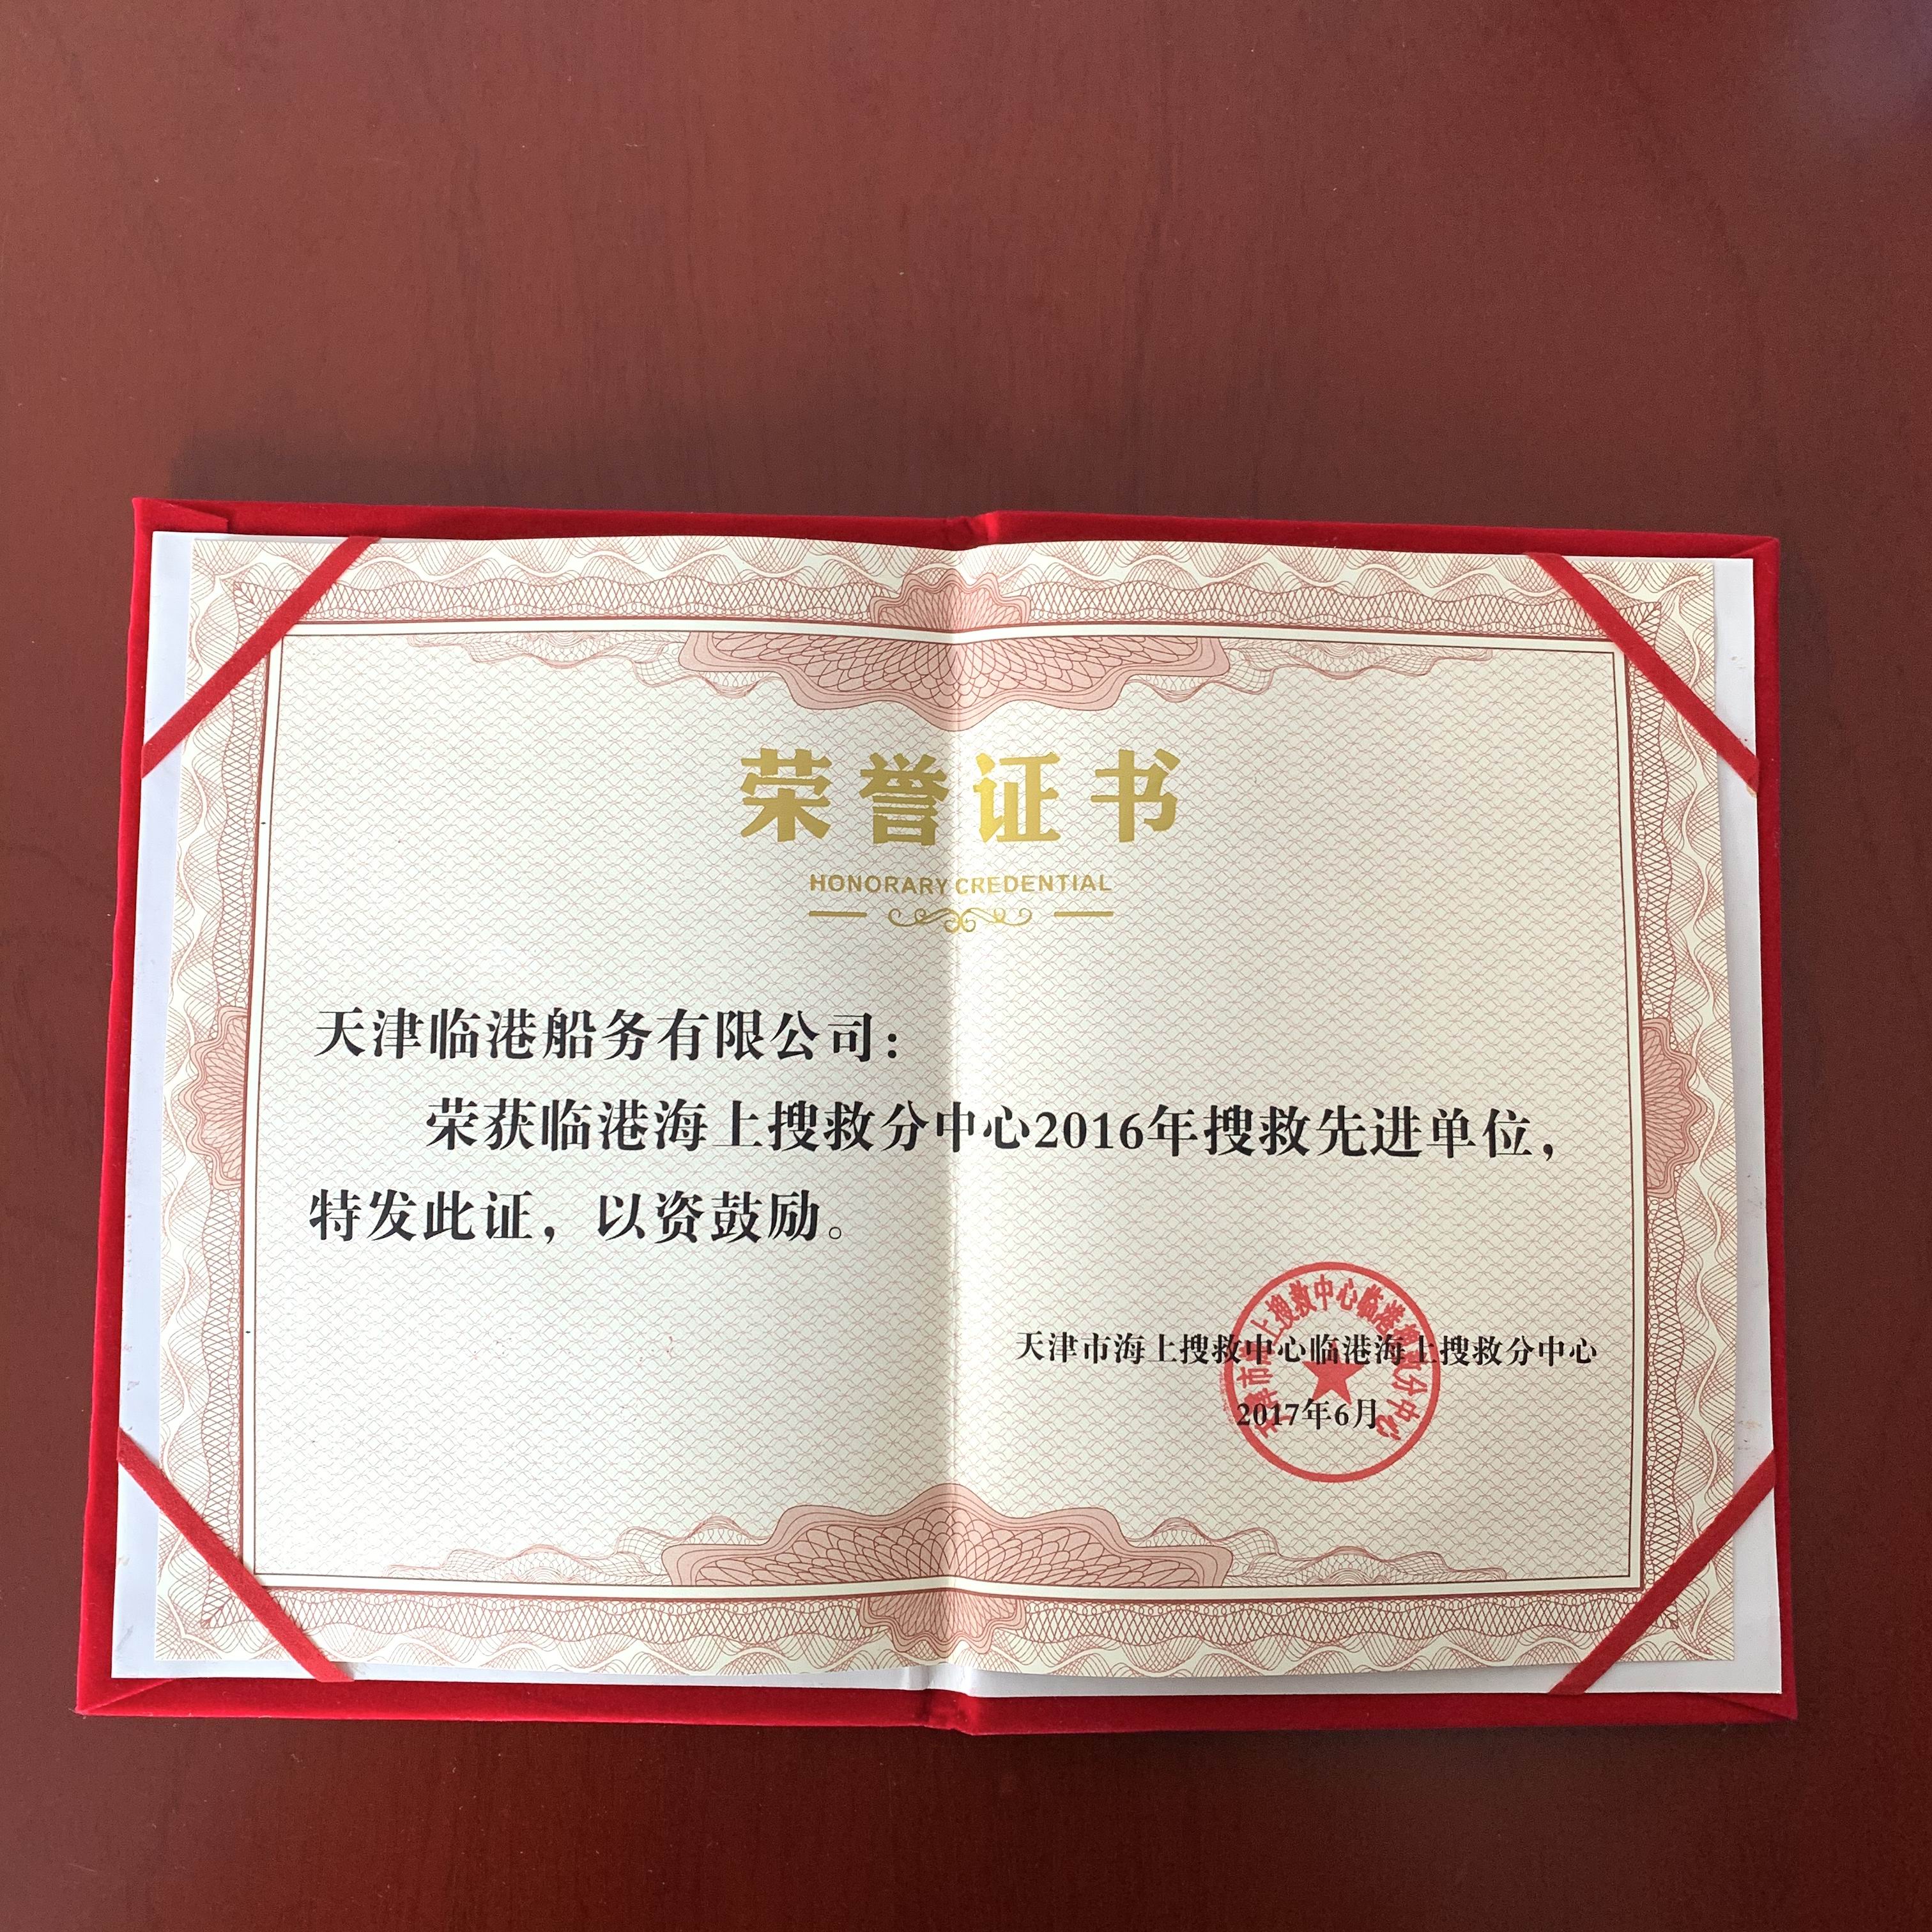 荣誉证书
HONORARY CREDENTIAL
天津临港船务有限公司：
荣获临港海上搜救分中心2016年搜救先进单位，
特发此证，以资鼓励。
天津市海上搜救中心临港海上搜救分中心
2017年6月